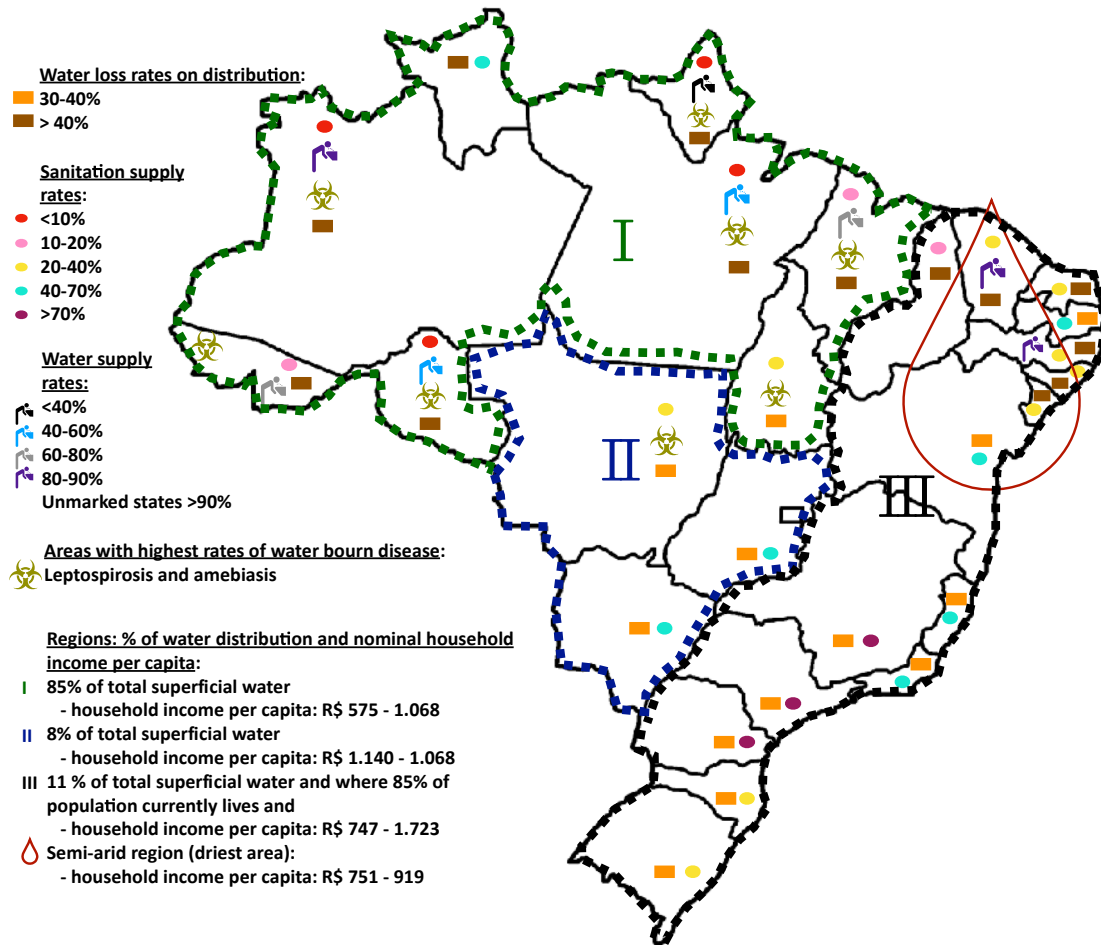 Water loss rates on distribution:
30-40%
> 40%
Sanitation supply
rates:
<10%
10-20%
20-40%
40-70%
>70%
Water supply
rates:
<40%
40-60%
60-80%
80-90%
Unmarked states >90%
Areas with highest rates of water bourn disease:
Leptospirosis and amebiasis
Regions: % of water distribution and nominal household
income per capita:
I 85% of total superficial water
- household income per capita: R$ 575 - 1.068
II 8% of total superficial water
- household income per capita: R$ 1.140 - 1.068
III 11 % of total superficial water and where 85% of
population currently lives and
- household income per capita: R$ 747 - 1.723
Semi-arid region (driest area):
- household income per capita: R$ 751 - 919
I
II
III